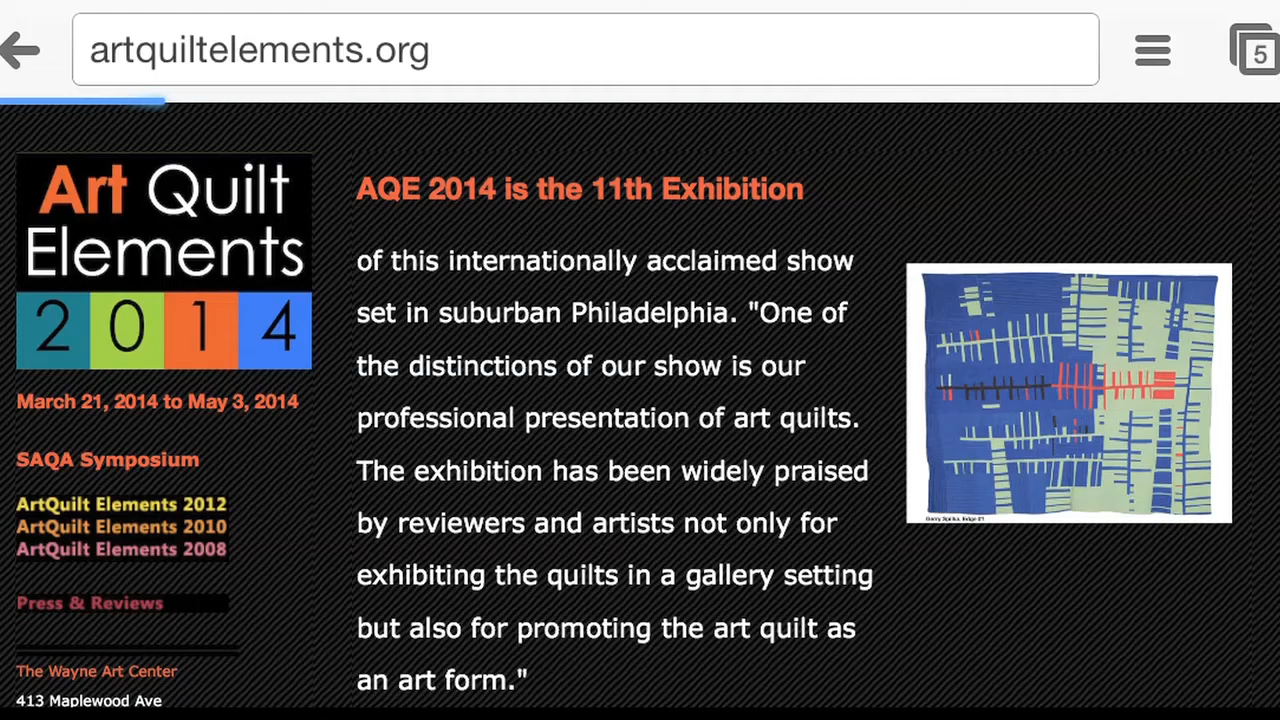 artquiltelements.org
5
Art Quilt
Elements
2014
March 21, 2014 to May 3, 2014
SAQA Symposium
ArtQuilt Elements 2012
ArtQuilt Elements 2010
ArtQuilt Elements 2008
Press & Reviews
The Wayne Art Center
413 Maplewood Ave
AQE 2014 is the 11th Exhibition
of this internationally acclaimed show
set in suburban Philadelphia. "One of
the distinctions of our show is our
professional presentation of art quilts.
The exhibition has been widely praised
by reviewers and artists not only for
exhibiting the quilts in a gallery setting
but also for promoting the art quilt as
an art form."